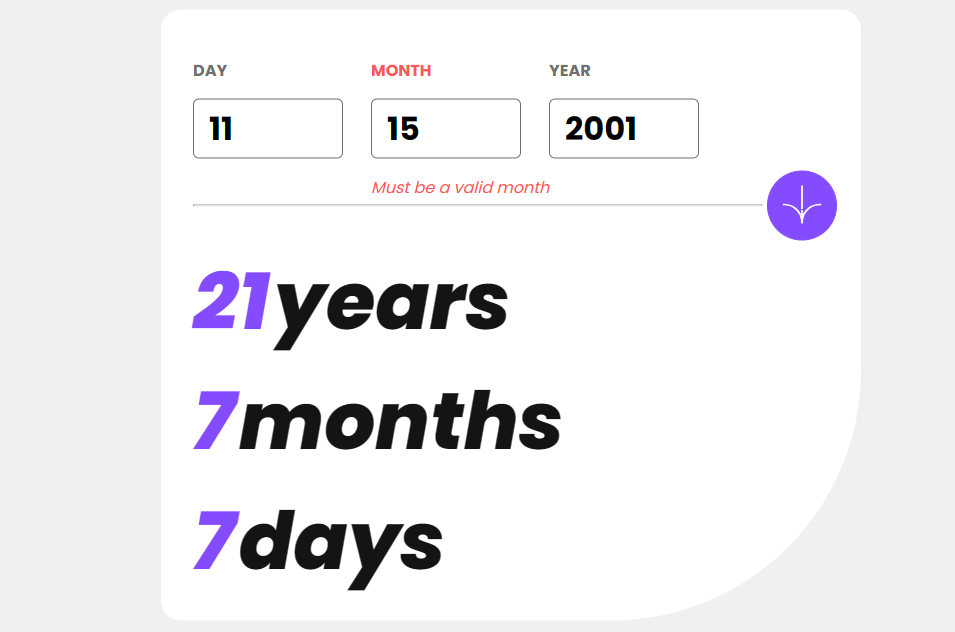 DAY MONTH YEAR
11 15 2001
Must be a valid month
21years
7months
7days